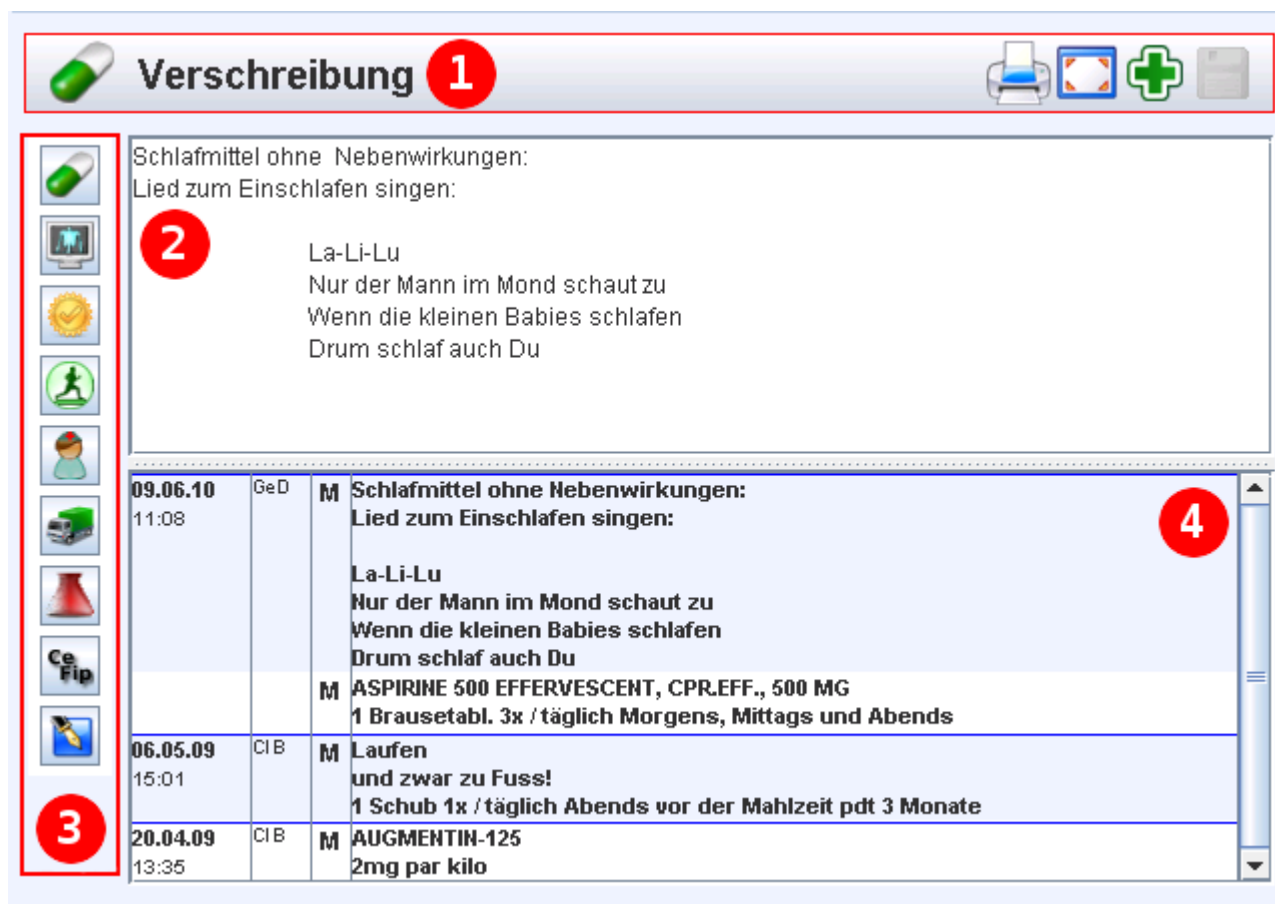 Verschreibung 1
Schlafmittel ohne Nebenwirkungen:
Lied zum Einschlafen singen:
2
La-Li-Lu
Nur der Mann im Mond schaut zu
Wenn die kleinen Babies schlafen
Drum schlaf auch Du
Ce
Fip
3
09.06.10 GeD M Schlafmittel ohne Nebenwirkungen:
11:08 Lied zum Einschlafen singen:
4
La-Li-Lu
Nur der Mann im Mond schaut zu
Wenn die kleinen Babies schlafen
Drum schlaf auch Du
M ASPIRINE 500 EFFERVESCENT, CPR.EFF., 500 MG
1 Brausetabl. 3x / täglich Morgens, Mittags und Abends
06.05.09 Cl B M Laufen
15:01 und zwar zu Fuss!
1 Schub 1x / täglich Abends vor der Mahlzeit pdt 3 Monate
20.04.09 Cl B M AUGMENTIN-125
13:35 2mg par kilo